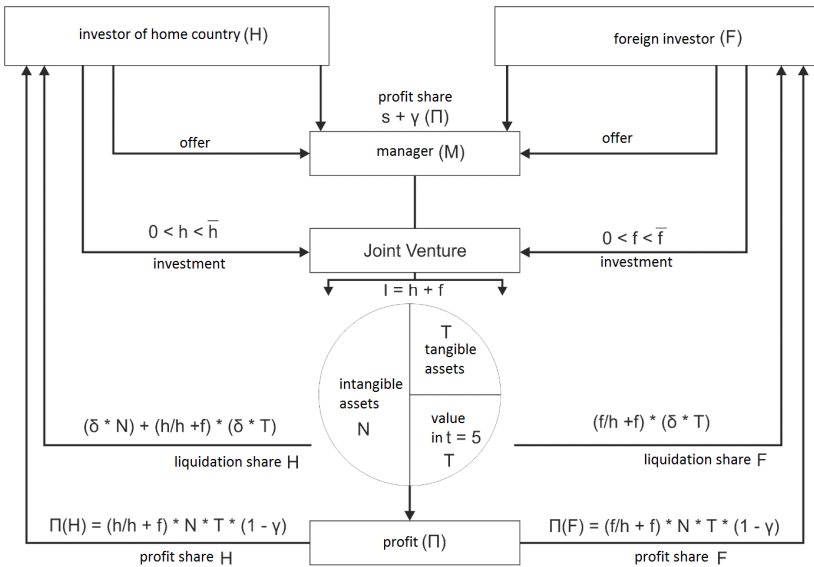 investor of home country (H)
foreign investor (F)
profit share
s + γ (Π)
offer
manager (M)
offer
0 < h < h̅
investment
Joint Venture
0 < f < f̅
investment
I = h + f
intangible
assets
N
T
tangible
assets
value
in t = 5
T
(δ * N) + (h/h +f) * (δ * T)
liquidation share H
(f/h +f) * (δ * T)
liquidation share F
Π(H) = (h/h + f) * N * T * (1 - γ)
profit share H
profit (Π)
Π(F) = (f/h + f) * N * T * (1 - γ)
profit share F